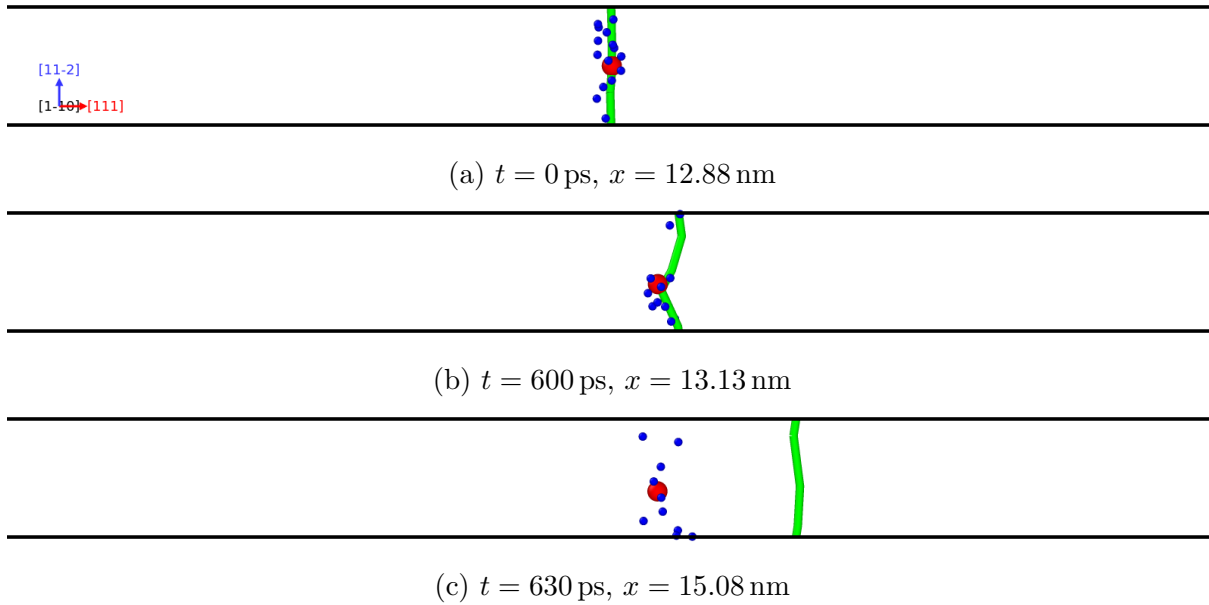 [11-2]
[1-10] [111]
(a) t = 0 ps, x = 12.88 nm
(b) t = 600 ps, x = 13.13 nm
(c) t = 630 ps, x = 15.08 nm